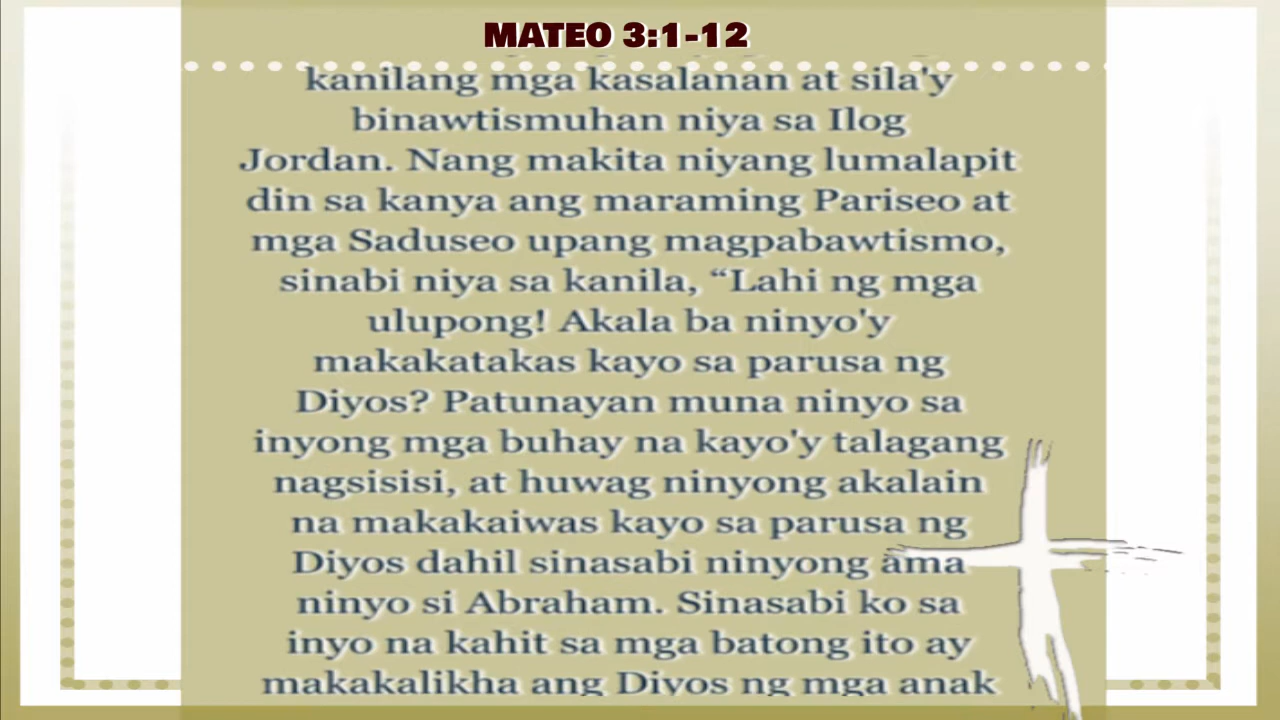 MATEO 3:1-12
kanilang mga kasalanan at sila'y
binawtismuhan niya sa Ilog
Jordan. Nang makita niyang lumalapit
din sa kanya ang maraming Pariseo at
mga Saduseo upang magpabawtismo,
sinabi niya sa kanila, “Lahi ng mga
ulupong! Akala ba ninyo'y
makakatakas kayo sa parusa ng
Diyos? Patunayan muna ninyo sa
inyong mga buhay na kayo'y talagang
nagsisisi, at huwag ninyong akalain
na makakaiwas kayo sa parusa ng
Diyos dahil sinasabi ninyong ama
ninyo si Abraham. Sinasabi ko sa
inyo na kahit sa mga batong ito ay
makakalikha ang Diyos ng mga anak